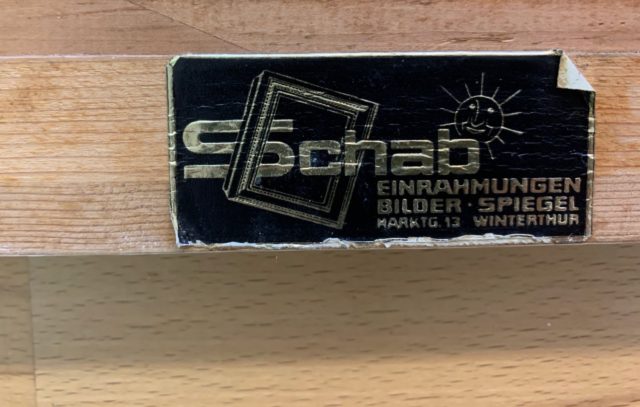 Schab
EINRAHMUNGEN
BILDER · SPIEGEL
MARKTG. 13 WINTERTHUR